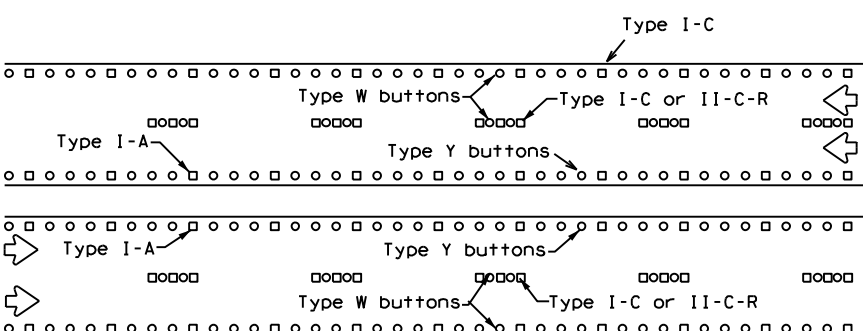 Type I-C
Type W buttons
Type I-C or II-C-R
Type I-A
Type Y buttons
Type I-A
Type Y buttons
Type W buttons
Type I-C or II-C-R